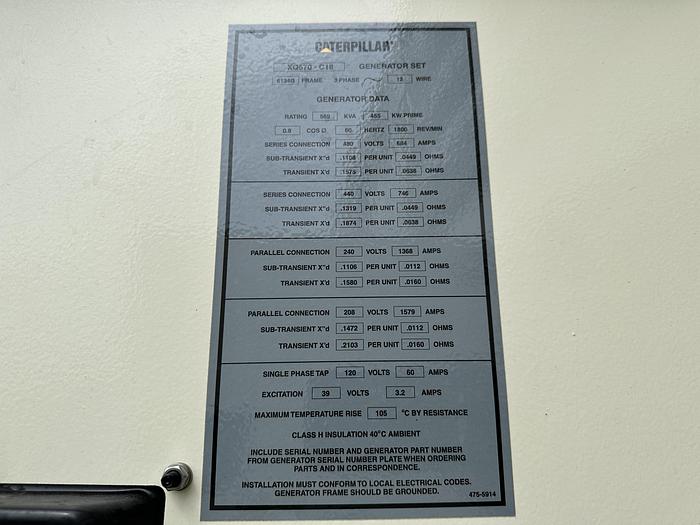 CATERPILLAR
XQ570 - C18 GENERATOR SET
6134G FRAME 3 PHASE 12 WIRE
GENERATOR DATA
RATING 569 KVA 455 KW PRIME
0.8 COS Ø 60 HERTZ 1800 REV/MIN
SERIES CONNECTION 480 VOLTS 684 AMPS
SUB-TRANSIENT X"d .1108 PER UNIT .0449 OHMS
TRANSIENT X'd .1575 PER UNIT .0638 OHMS
SERIES CONNECTION 440 VOLTS 746 AMPS
SUB-TRANSIENT X"d .1319 PER UNIT .0449 OHMS
TRANSIENT X'd .1874 PER UNIT .0638 OHMS
PARALLEL CONNECTION 240 VOLTS 1368 AMPS
SUB-TRANSIENT X"d .1106 PER UNIT .0112 OHMS
TRANSIENT X'd .1580 PER UNIT .0160 OHMS
PARALLEL CONNECTION 208 VOLTS 1579 AMPS
SUB-TRANSIENT X"d .1472 PER UNIT .0112 OHMS
TRANSIENT X'd .2103 PER UNIT .0160 OHMS
SINGLE PHASE TAP 120 VOLTS 60 AMPS
EXCITATION 39 VOLTS 3.2 AMPS
MAXIMUM TEMPERATURE RISE 105 °C BY RESISTANCE
CLASS H INSULATION 40°C AMBIENT
INCLUDE SERIAL NUMBER AND GENERATOR PART NUMBER
FROM GENERATOR SERIAL NUMBER PLATE WHEN ORDERING
PARTS AND IN CORRESPONDENCE.
INSTALLATION MUST CONFORM TO LOCAL ELECTRICAL CODES.
GENERATOR FRAME SHOULD BE GROUNDED.
475-5914